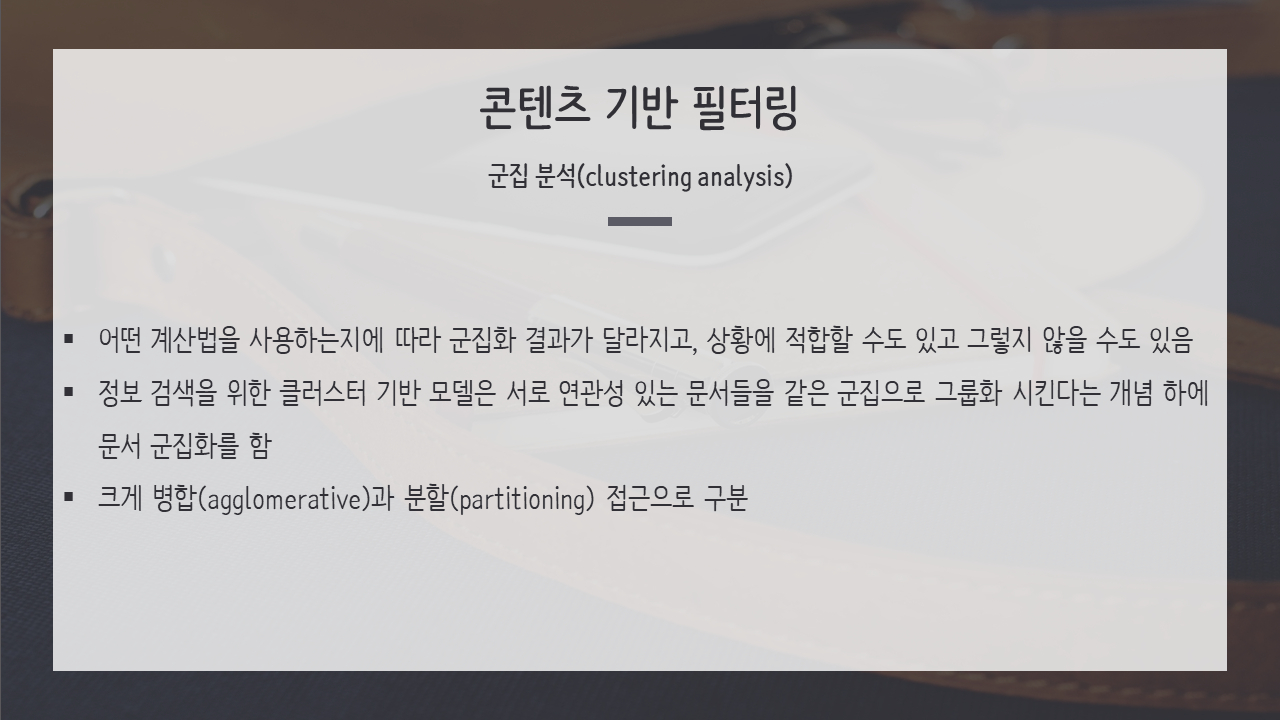 콘텐츠 기반 필터링
군집 분석(clustering analysis)
▪ 어떤 계산법을 사용하는지에 따라 군집화 결과가 달라지고, 상황에 적합할 수도 있고 그렇지 않을 수도 있음
▪ 정보 검색을 위한 클러스터 기반 모델은 서로 연관성 있는 문서들을 같은 군집으로 그룹화 시킨다는 개념 하에
문서 군집화를 함
▪ 크게 병합(agglomerative)과 분할(partitioning) 접근으로 구분